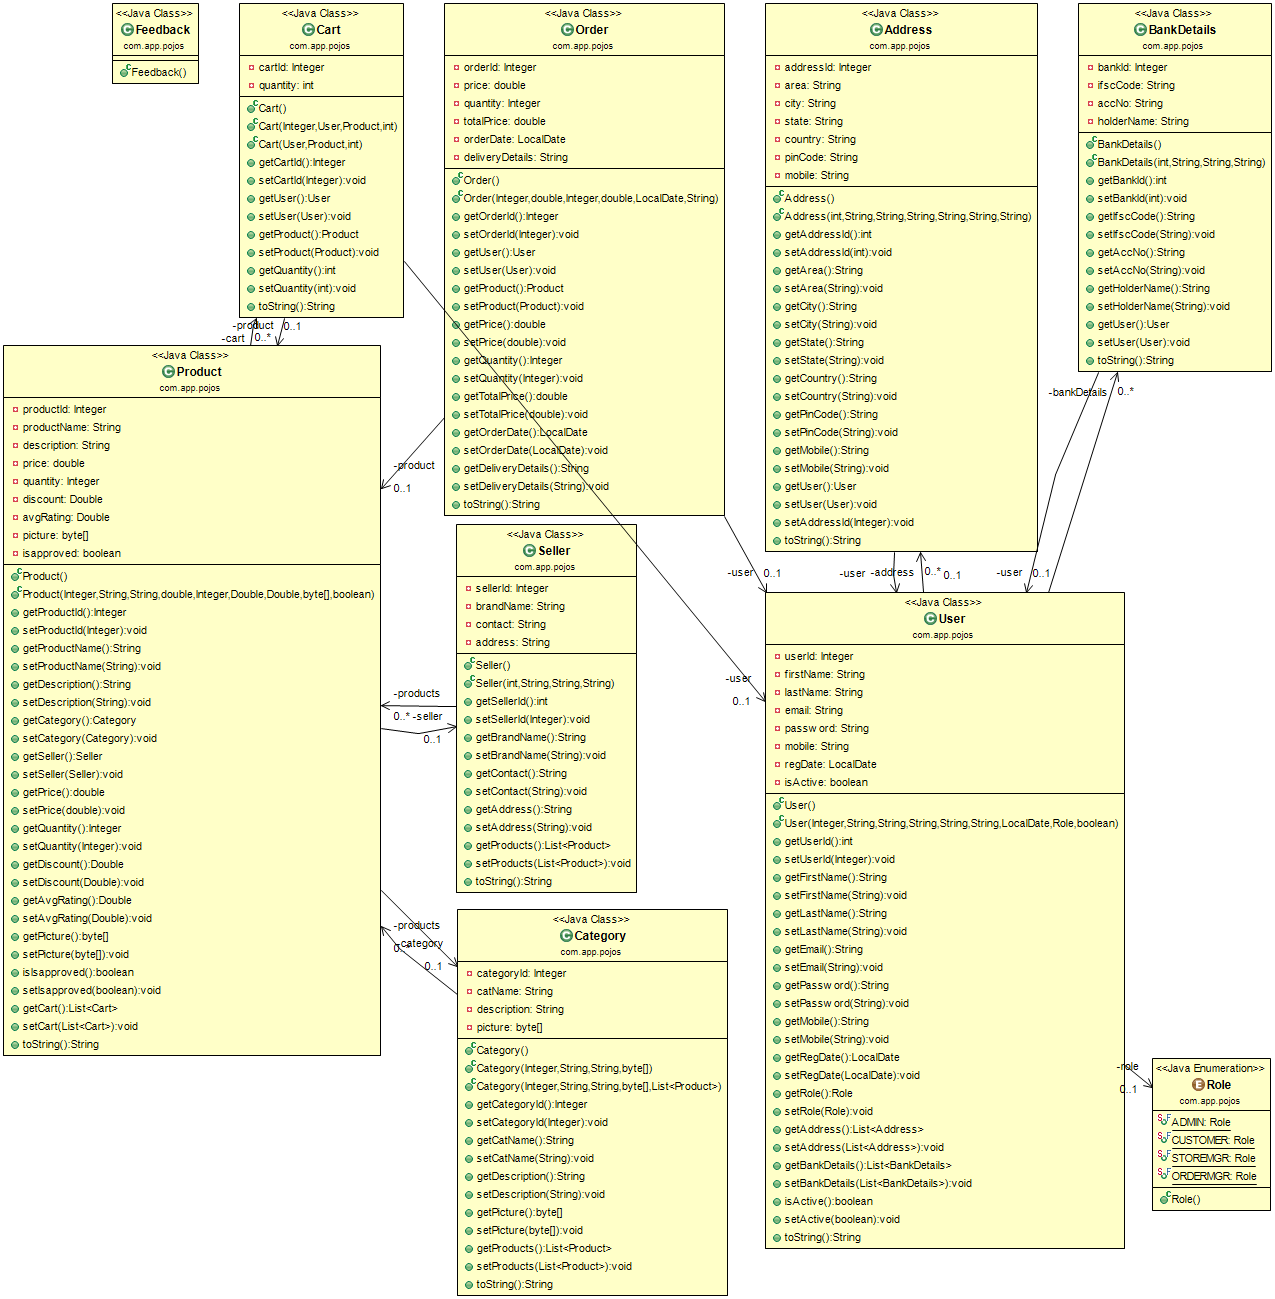 <<Java Class>>
Feedback
com.app.pojos
Feedback()
<<Java Class>>
Cart
com.app.pojos
cartId: Integer
quantity: int
Cart()
Cart(Integer,User,Product,int)
Cart(User,Product,int)
getCartId():Integer
setCartId(Integer):void
getUser():User
setUser(User):void
getProduct():Product
setProduct(Product):void
getQuantity():int
setQuantity(int):void
toString():String
<<Java Class>>
Order
com.app.pojos
orderId: Integer
price: double
quantity: Integer
totalPrice: double
orderDate: LocalDate
deliveryDetails: String
Order()
Order(Integer,double,Integer,double,LocalDate,String)
getOrderId():Integer
setOrderId(Integer):void
getUser():User
setUser(User):void
getProduct():Product
setProduct(Product):void
getPrice():double
setPrice(double):void
getQuantity():Integer
setQuantity(Integer):void
getTotalPrice():double
setTotalPrice(double):void
getOrderDate():LocalDate
setOrderDate(LocalDate):void
getDeliveryDetails():String
setDeliveryDetails(String):void
toString():String
<<Java Class>>
Address
com.app.pojos
addressId: Integer
area: String
city: String
state: String
country: String
pinCode: String
mobile: String
Address()
Address(int,String,String,String,String,String,String)
getAddressId():int
setAddressId(int):void
getArea():String
setArea(String):void
getCity():String
setCity(String):void
getState():String
setState(String):void
getCountry():String
setCountry(String):void
getPinCode():String
setPinCode(String):void
getMobile():String
setMobile(String):void
getUser():User
setUser(User):void
setAddressId(Integer):void
toString():String
<<Java Class>>
BankDetails
com.app.pojos
bankId: Integer
ifscCode: String
accNo: String
holderName: String
BankDetails()
BankDetails(int,String,String,String)
getBankId():int
setBankId(int):void
getIfscCode():String
setIfscCode(String):void
getAccNo():String
setAccNo(String):void
getHolderName():String
setHolderName(String):void
getUser():User
setUser(User):void
toString():String
-product
0..1
-cart
0..*
<<Java Class>>
Product
com.app.pojos
productId: Integer
productName: String
description: String
price: double
quantity: Integer
discount: Double
avgRating: Double
picture: byte[]
isapproved: boolean
Product()
Product(Integer,String,String,double,Integer,Double,Double,byte[],boolean)
getProductId():Integer
setProductId(Integer):void
getProductName():String
setProductName(String):void
getDescription():String
setDescription(String):void
getCategory():Category
setCategory(Category):void
getSeller():Seller
setSeller(Seller):void
getPrice():double
setPrice(double):void
getQuantity():Integer
setQuantity(Integer):void
getDiscount():Double
setDiscount(Double):void
getAvgRating():Double
setAvgRating(Double):void
getPicture():byte[]
setPicture(byte[]):void
isIsapproved():boolean
setIsapproved(boolean):void
getCart():List<Cart>
setCart(List<Cart>):void
toString():String
-product
0..1
-bankDetails
0..*
<<Java Class>>
Seller
com.app.pojos
sellerId: Integer
brandName: String
contact: String
address: String
Seller()
Seller(int,String,String,String)
getSellerId():int
setSellerId(Integer):void
getBrandName():String
setBrandName(String):void
getContact():String
setContact(String):void
getAddress():String
setAddress(String):void
getProducts():List<Product>
setProducts(List<Product>):void
toString():String
-products
0..*
-seller
0..1
-user
0..1
-user
-address
0..*
0..1
-user
0..1
-user
0..1
<<Java Class>>
User
com.app.pojos
userId: Integer
firstName: String
lastName: String
email: String
password: String
mobile: String
regDate: LocalDate
isActive: boolean
User()
User(Integer,String,String,String,String,String,LocalDate,Role,boolean)
getUserId():int
setUserId(Integer):void
getFirstName():String
setFirstName(String):void
getLastName():String
setLastName(String):void
getEmail():String
setEmail(String):void
getPassword():String
setPassword(String):void
getMobile():String
setMobile(String):void
getRegDate():LocalDate
setRegDate(LocalDate):void
getRole():Role
setRole(Role):void
getAddress():List<Address>
setAddress(List<Address>):void
getBankDetails():List<BankDetails>
setBankDetails(List<BankDetails>):void
isActive():boolean
setActive(boolean):void
toString():String
-products
0..*
-category
0..1
<<Java Class>>
Category
com.app.pojos
categoryId: Integer
catName: String
description: String
picture: byte[]
Category()
Category(Integer,String,String,byte[])
Category(Integer,String,String,byte[],List<Product>)
getCategoryId():Integer
setCategoryId(Integer):void
getCatName():String
setCatName(String):void
getDescription():String
setDescription(String):void
getPicture():byte[]
setPicture(byte[]):void
getProducts():List<Product>
setProducts(List<Product>):void
toString():String
-role
0..1
<<Java Enumeration>>
Role
com.app.pojos
ADMIN: Role
CUSTOMER: Role
STOREMGR: Role
ORDERMGR: Role
Role()